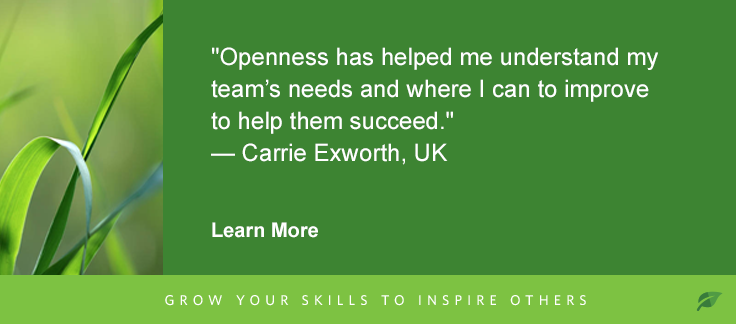 "Openness has helped me understand my
team’s needs and where I can to improve
to help them succeed."
— Carrie Exworth, UK
Learn More
GROW YOUR SKILLS TO INSPIRE OTHERS